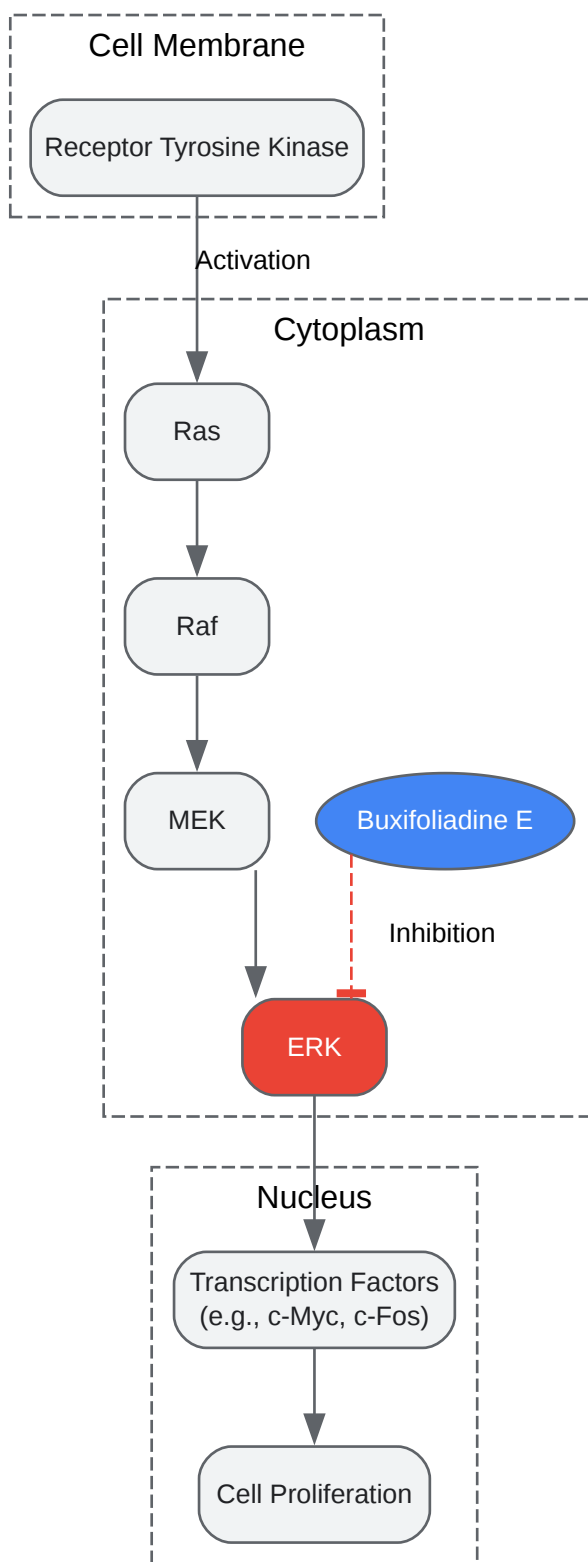 Cell Membrane
Receptor Tyrosine Kinase
Activation
Cytoplasm
Ras
Raf
MEK
Buxifoliadine E
Inhibition
ERK
Nucleus
Transcription Factors
(e.g., c-Myc, c-Fos)
Cell Proliferation